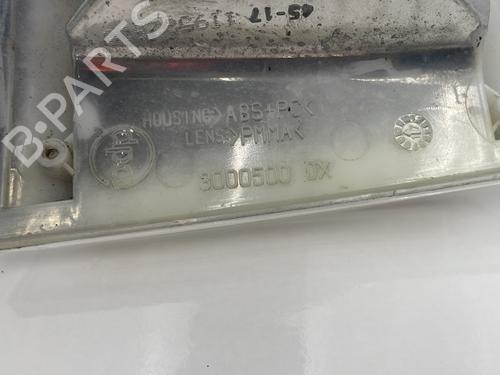 45-17
HOUSING>ABS+PC<
LENS>PMMA<
3000500 DX
B-PARTS